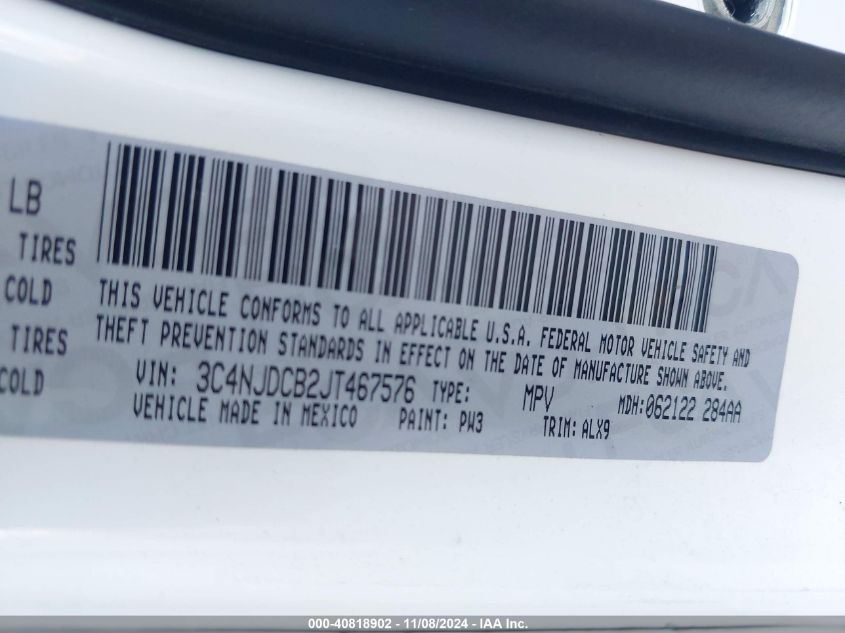 LB
TIRES
COLD
TIRES
COLD
THIS VEHICLE CONFORMS TO ALL APPLICABLE U.S.A. FEDERAL MOTOR VEHICLE SAFETY AND
THEFT PREVENTION STANDARDS IN EFFECT ON THE DATE OF MANUFACTURE SHOWN ABOVE.
VIN: 3C4NJDCB2JT467576 TYPE: MPV MDH:062122 284AA
VEHICLE MADE IN MEXICO PAINT: PW3 TRIM: ALX9
000-40818902 - 11/08/2024 - IAA Inc.